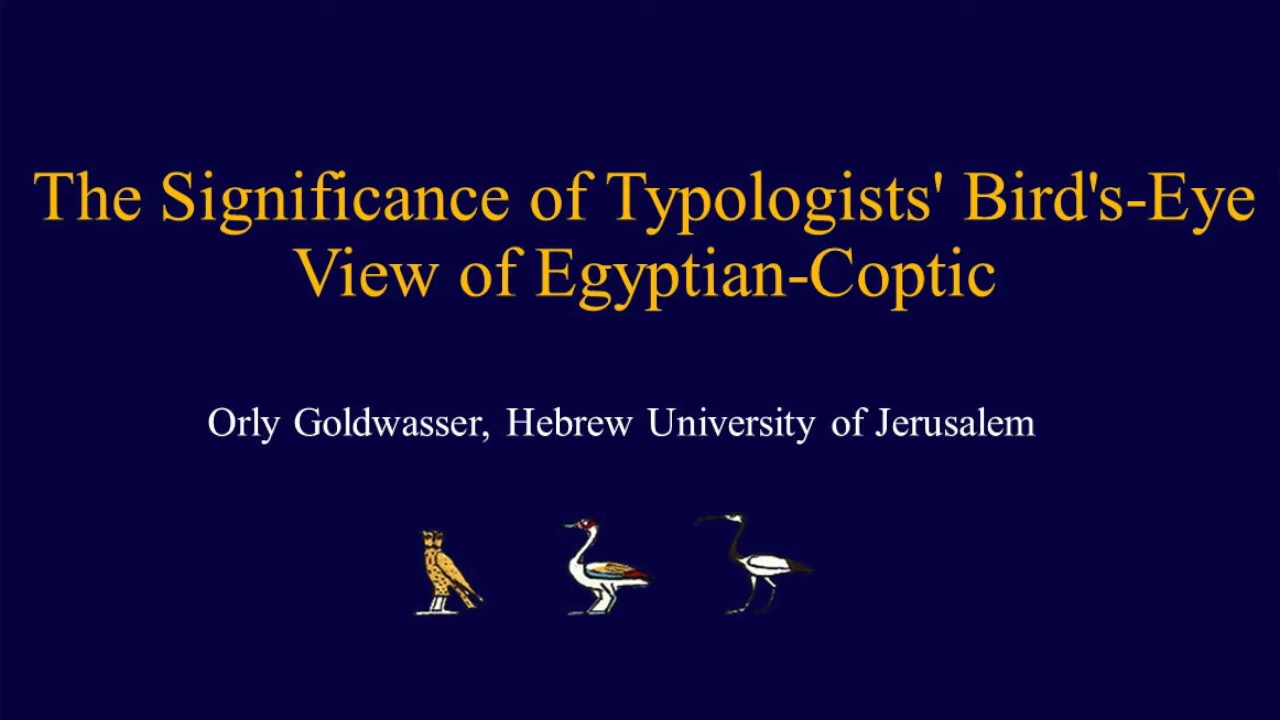 The Significance of Typologists' Bird's-Eye
View of Egyptian-Coptic
Orly Goldwasser, Hebrew University of Jerusalem